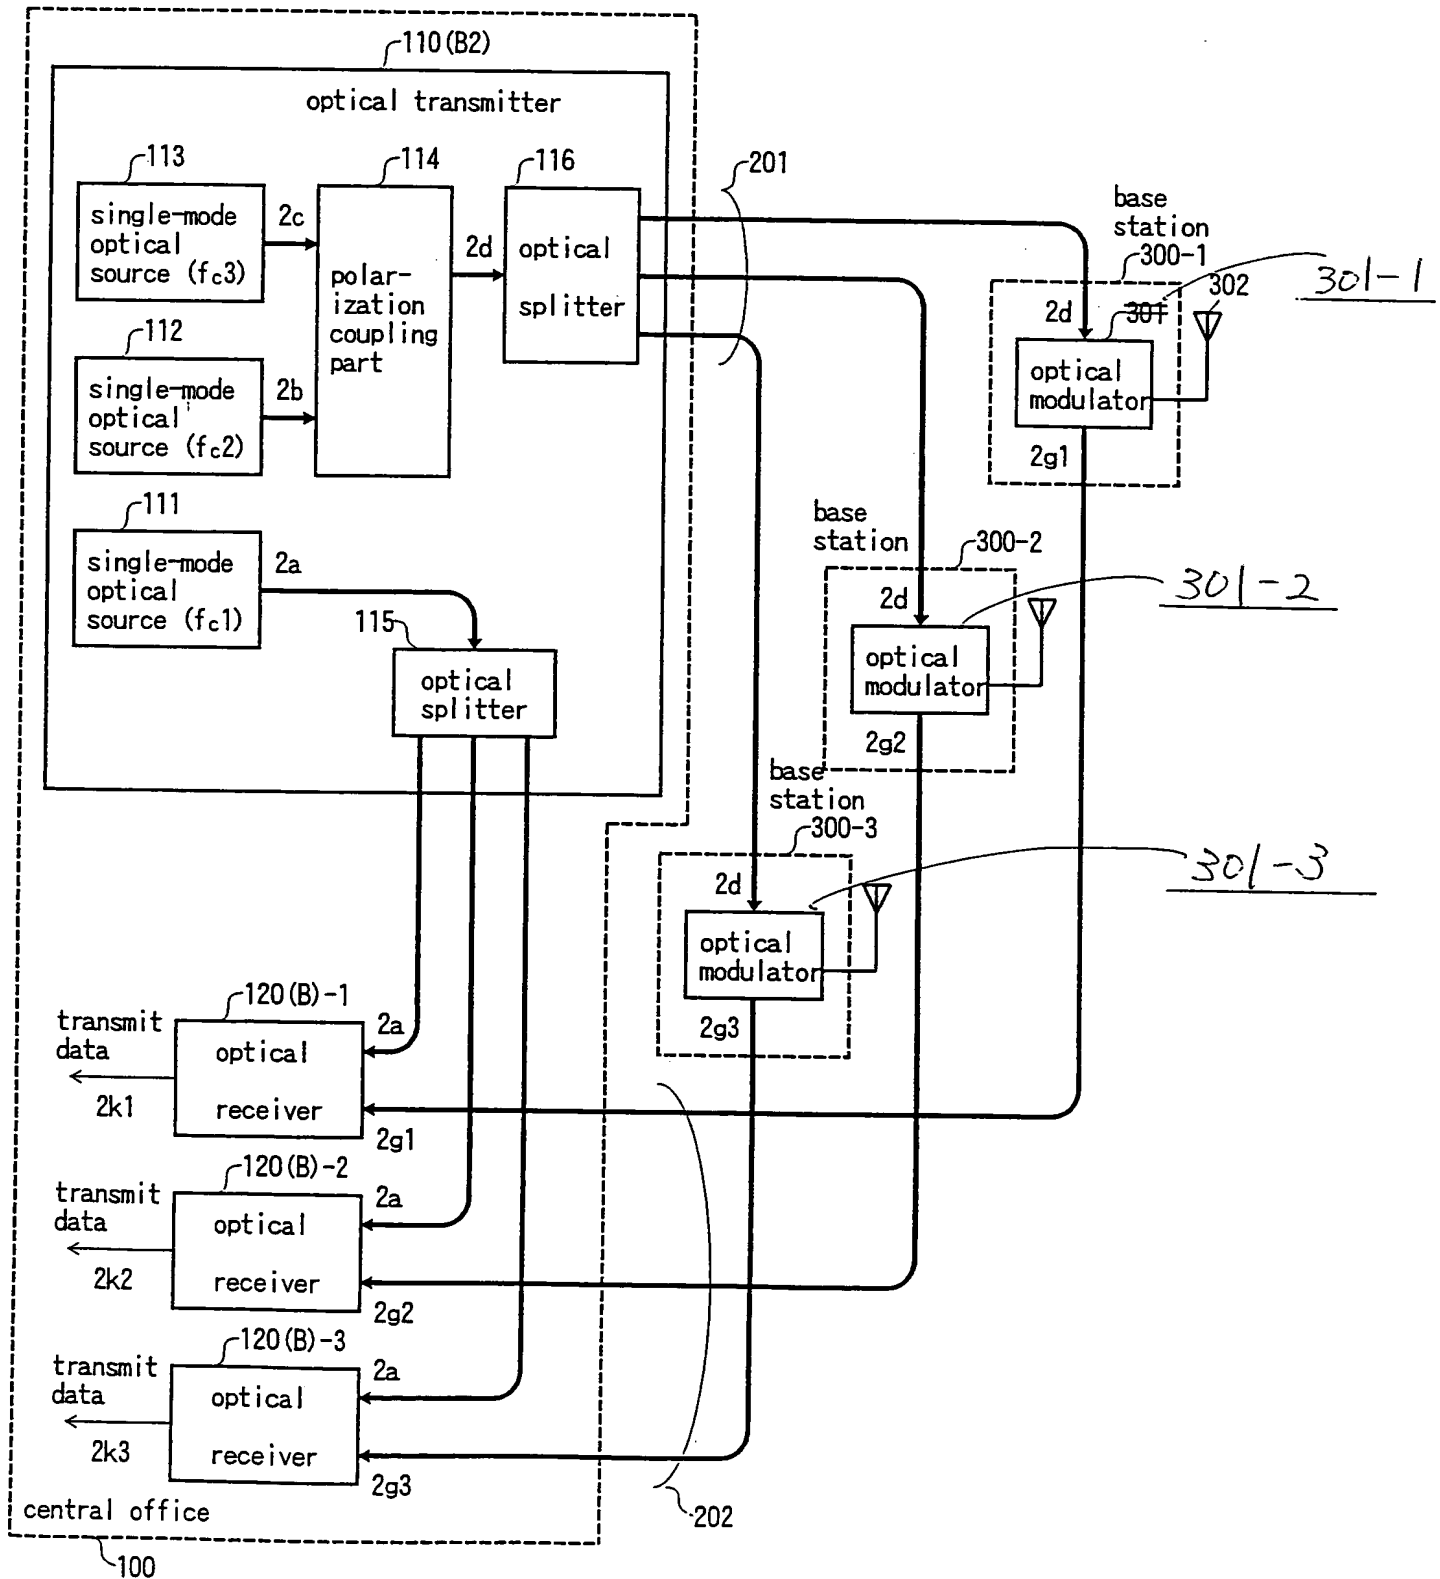 110(B2)
optical transmitter
113
single-mode
optical
source (fc3)
2c
114
polar-
ization
coupling
part
2d
116
optical
splitter
201
112
single-mode
optical
source (fc2)
2b
111
single-mode
optical
source (fc1)
2a
115
optical
splitter
base
station
300-1
301-1
302
2d
301
optical
modulator
2g1
base
station
300-2
301-2
2d
optical
modulator
2g2
base
station
300-3
301-3
2d
optical
modulator
2g3
120(B)-1
transmit
data
2k1
optical
receiver
2a
2g1
120(B)-2
transmit
data
2k2
optical
receiver
2a
2g2
120(B)-3
transmit
data
2k3
optical
receiver
2a
2g3
202
central office
100